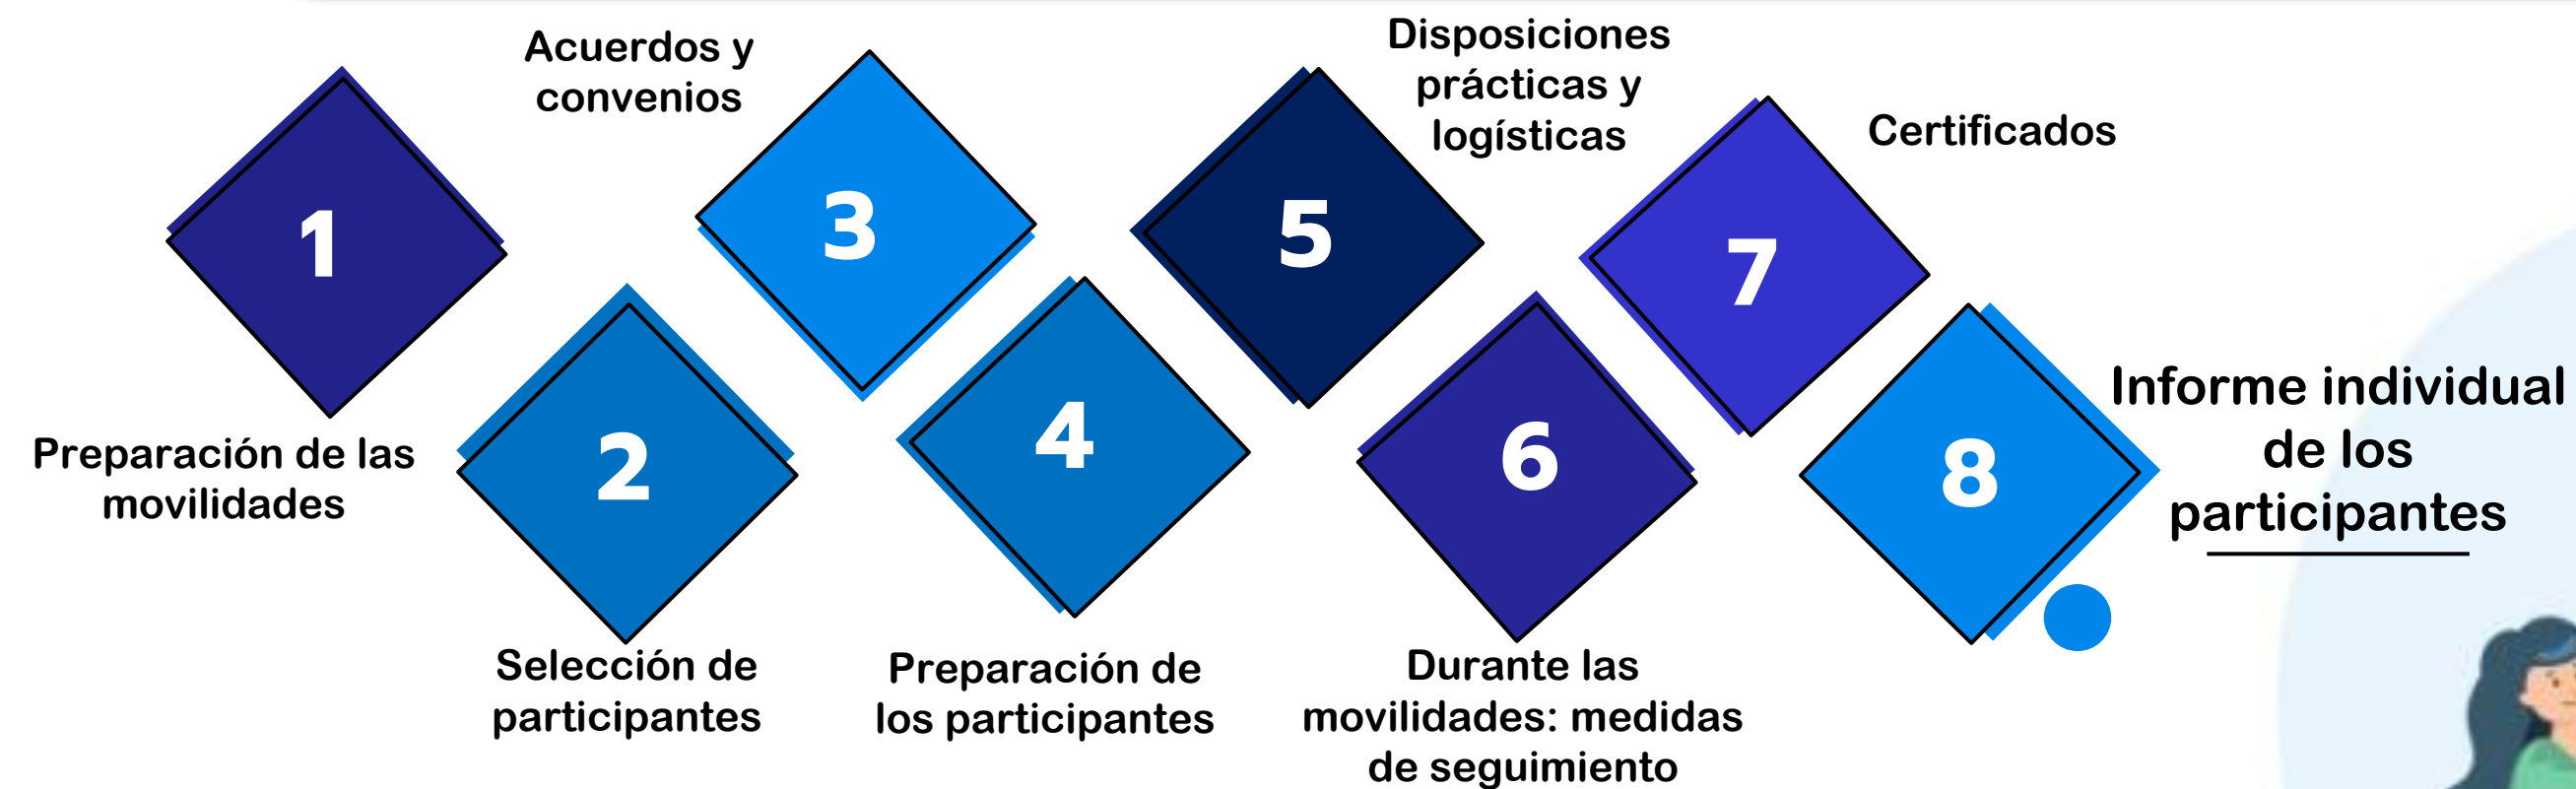 1
Preparación de las
movilidades
2
Selección de
participantes
3
Acuerdos y
convenios
4
Preparación de
los participantes
5
Disposiciones
prácticas y
logísticas
6
Durante las
movilidades: medidas
de seguimiento
7
Certificados
8
Informe individual
de los
participantes